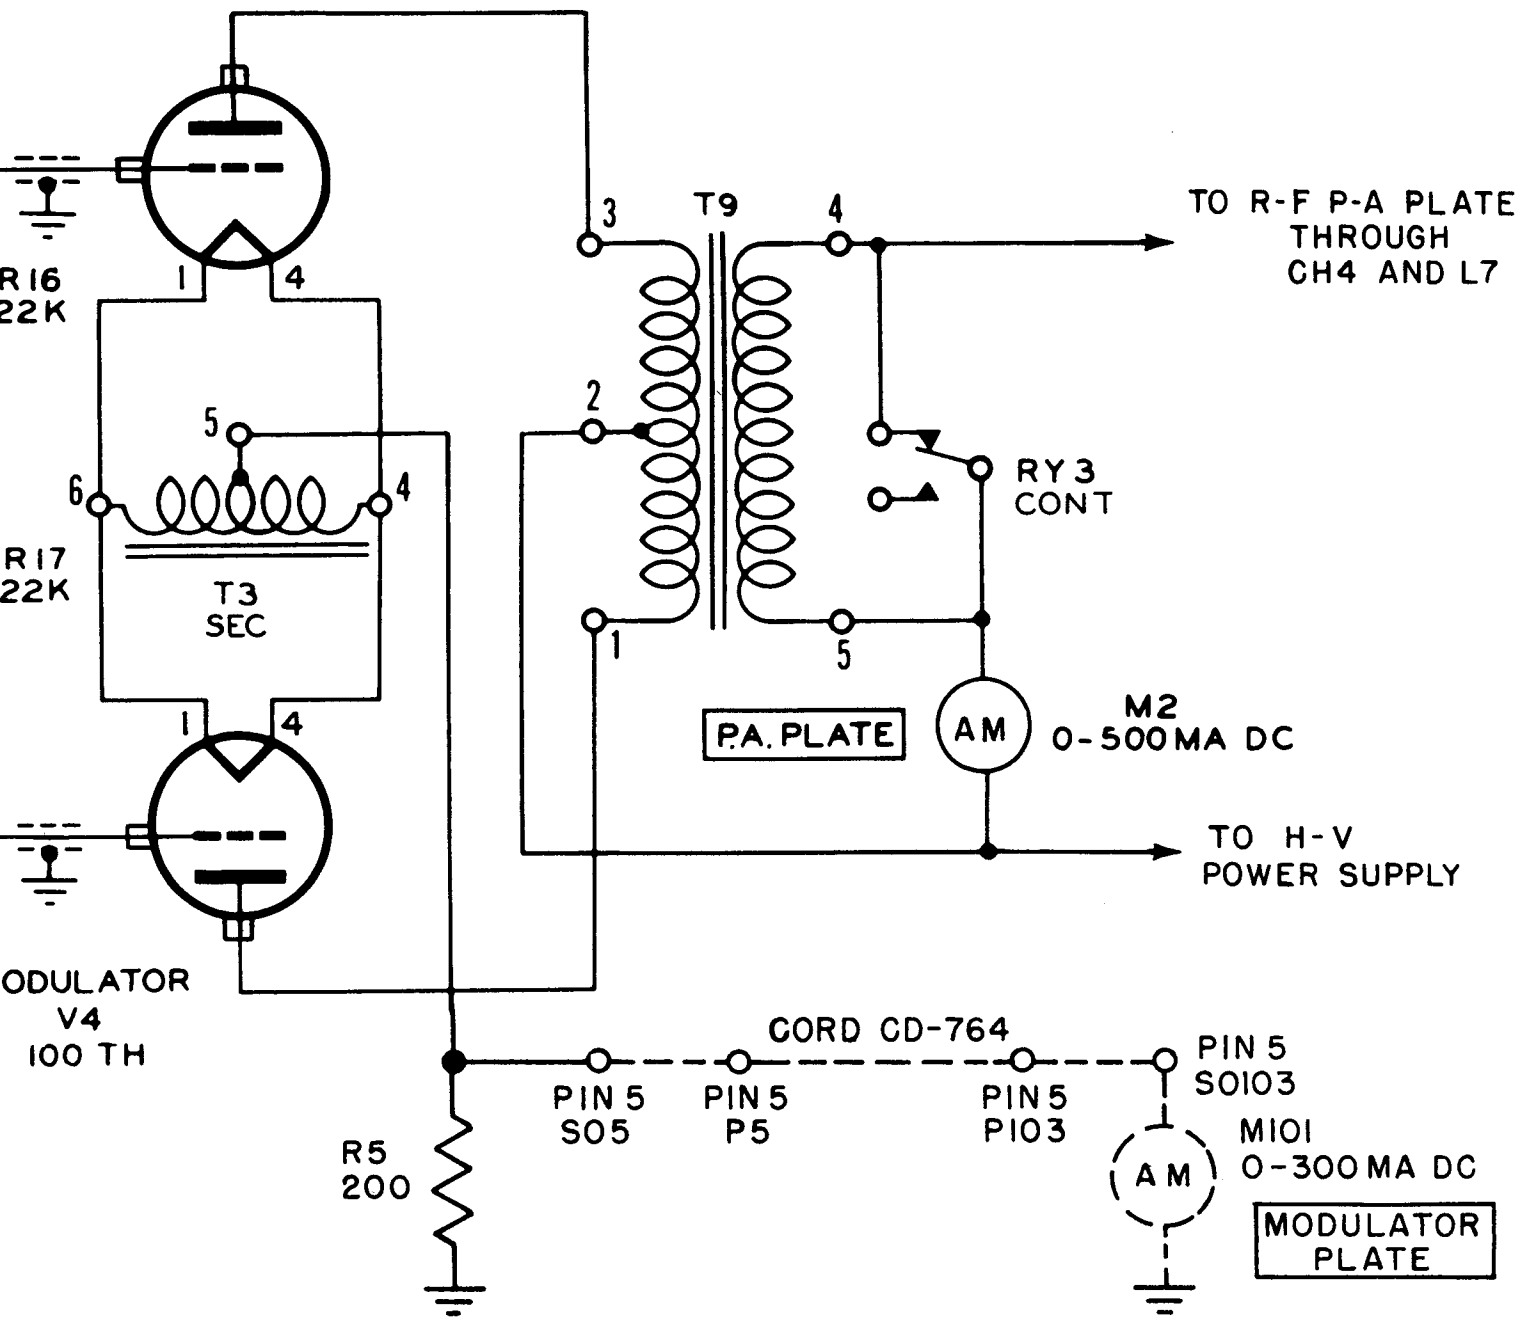 T9
3
4
TO R-F P-A PLATE
THROUGH
CH4 AND L7
1
4
R16
22K
2
5
6
4
RY3
CONT
R17
22K
T3
SEC
1
5
1
4
P.A. PLATE
AM
M2
0-500MA DC
TO H-V
POWER SUPPLY
ODULATOR
V4
100 TH
CORD CD-764
PIN 5
SO5
PIN 5
P5
PIN 5
P103
PIN 5
SO103
R5
200
AM
M101
0-300MA DC
MODULATOR
PLATE